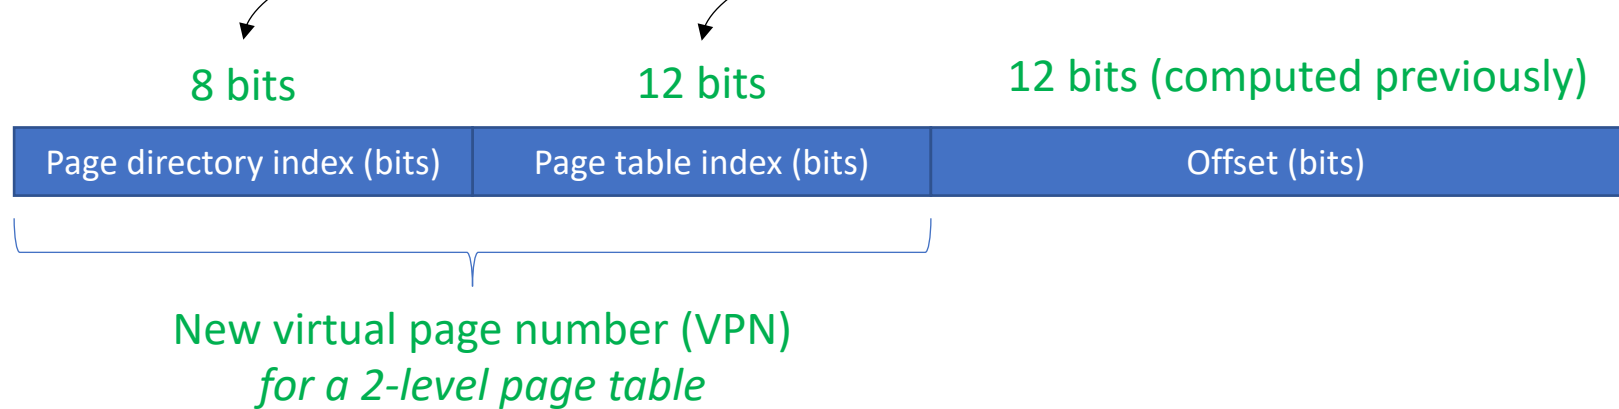 8 bits
12 bits
12 bits (computed previously)
Page directory index (bits)
Page table index (bits)
Offset (bits)
New virtual page number (VPN)
for a 2-level page table